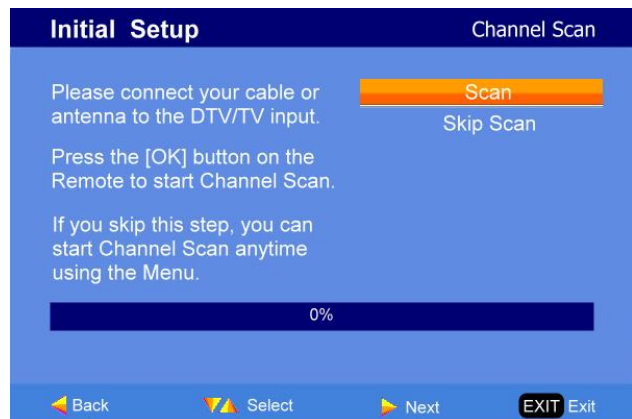 Initial Setup
Channel Scan
Please connect your cable or
antenna to the DTV/TV input.
Press the [OK] button on the
Remote to start Channel Scan.
If you skip this step, you can
start Channel Scan anytime
using the Menu.
Scan
Skip Scan
0%
Back
Select
Next
EXIT Exit